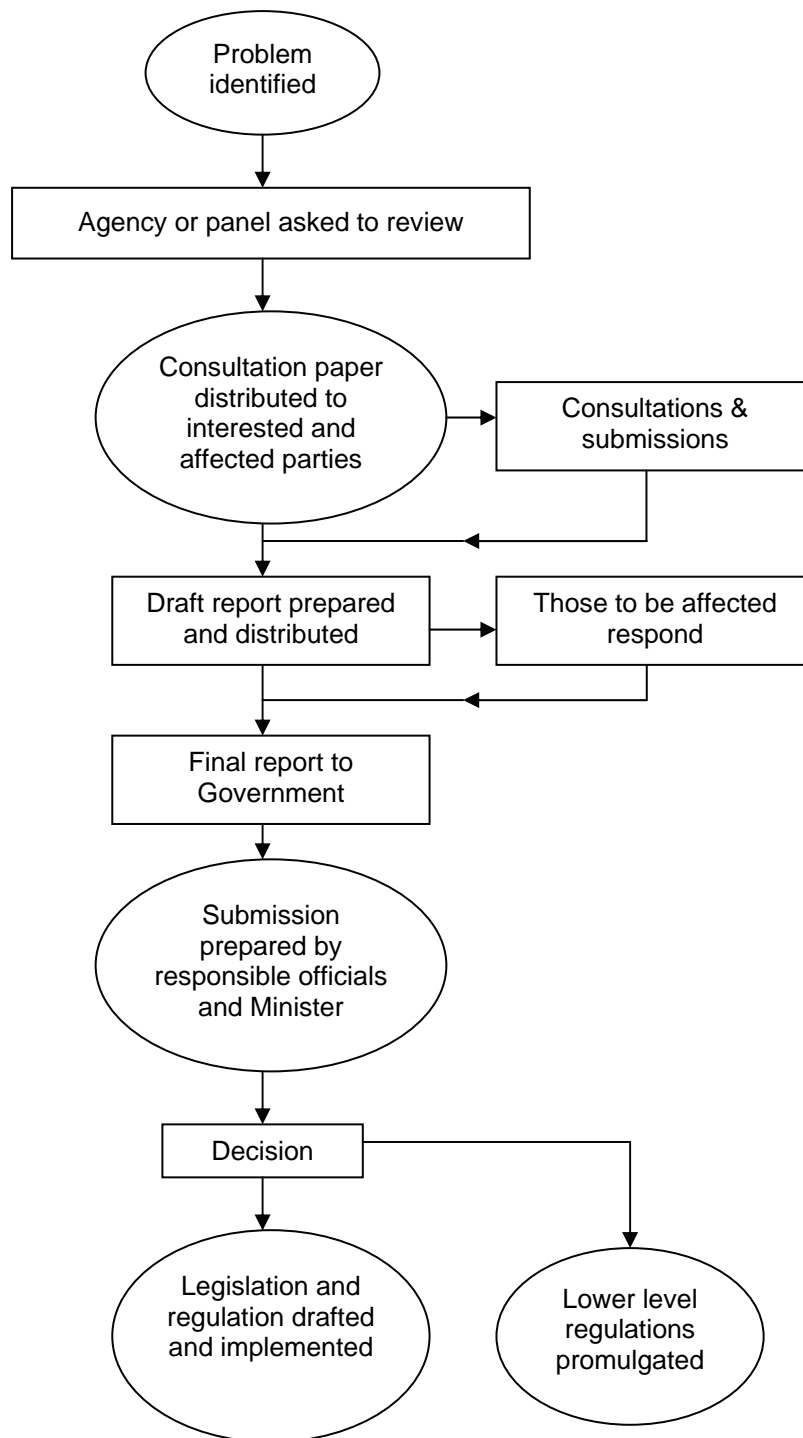 Problem
identified
Agency or panel asked to review
Consultation paper
distributed to
interested and
affected parties
Consultations &
submissions
Draft report prepared
and distributed
Those to be affected
respond
Final report to
Government
Submission
prepared by
responsible officials
and Minister
Decision
Legislation and
regulation drafted
and implemented
Lower level
regulations
promulgated